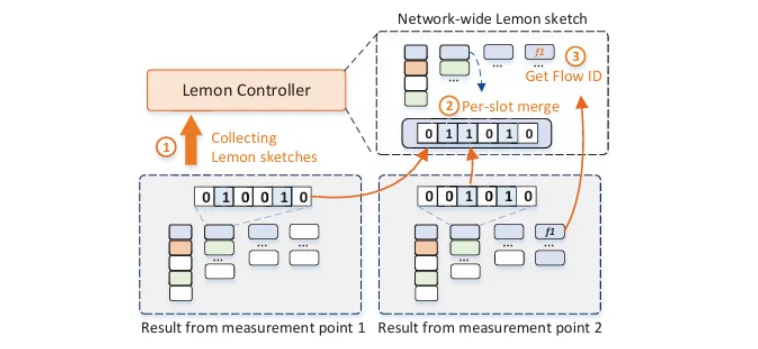 Network-wide Lemon sketch
f1
...
...
...
...
3
Get Flow ID
Lemon Controller
2 Per-slot merge
0 1 1 0 1 0
1
Collecting
Lemon sketches
0 1 0 0 1 0
0 0 1 0 1 0
f1
...
...
...
...
...
...
Result from measurement point 1
Result from measurement point 2